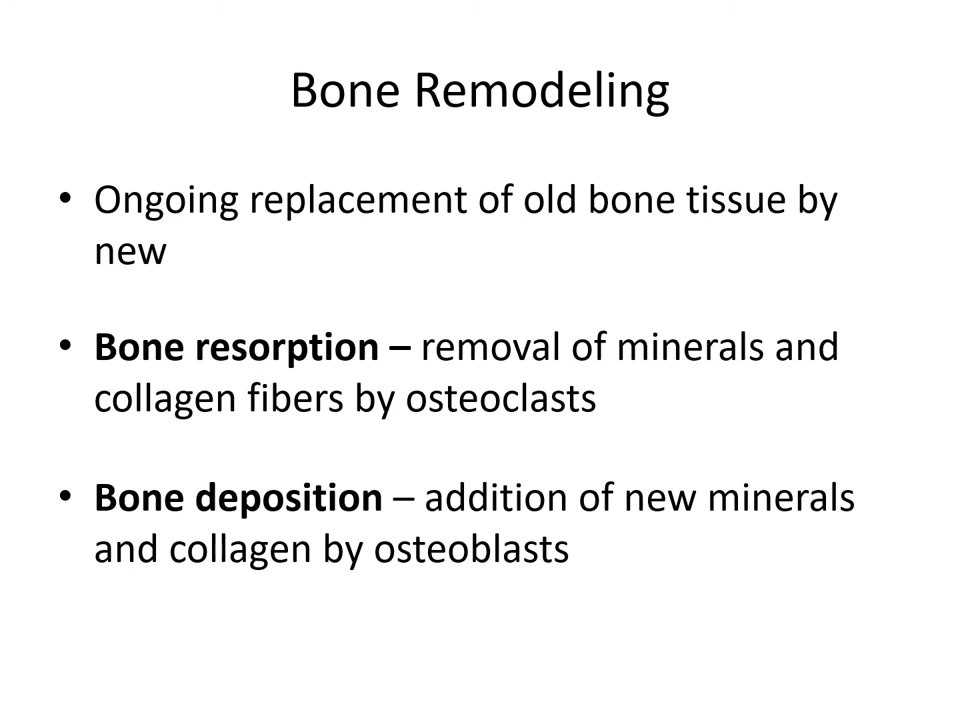 Bone Remodeling
• Ongoing replacement of old bone tissue by
new
• Bone resorption – removal of minerals and
collagen fibers by osteoclasts
• Bone deposition – addition of new minerals
and collagen by osteoblasts